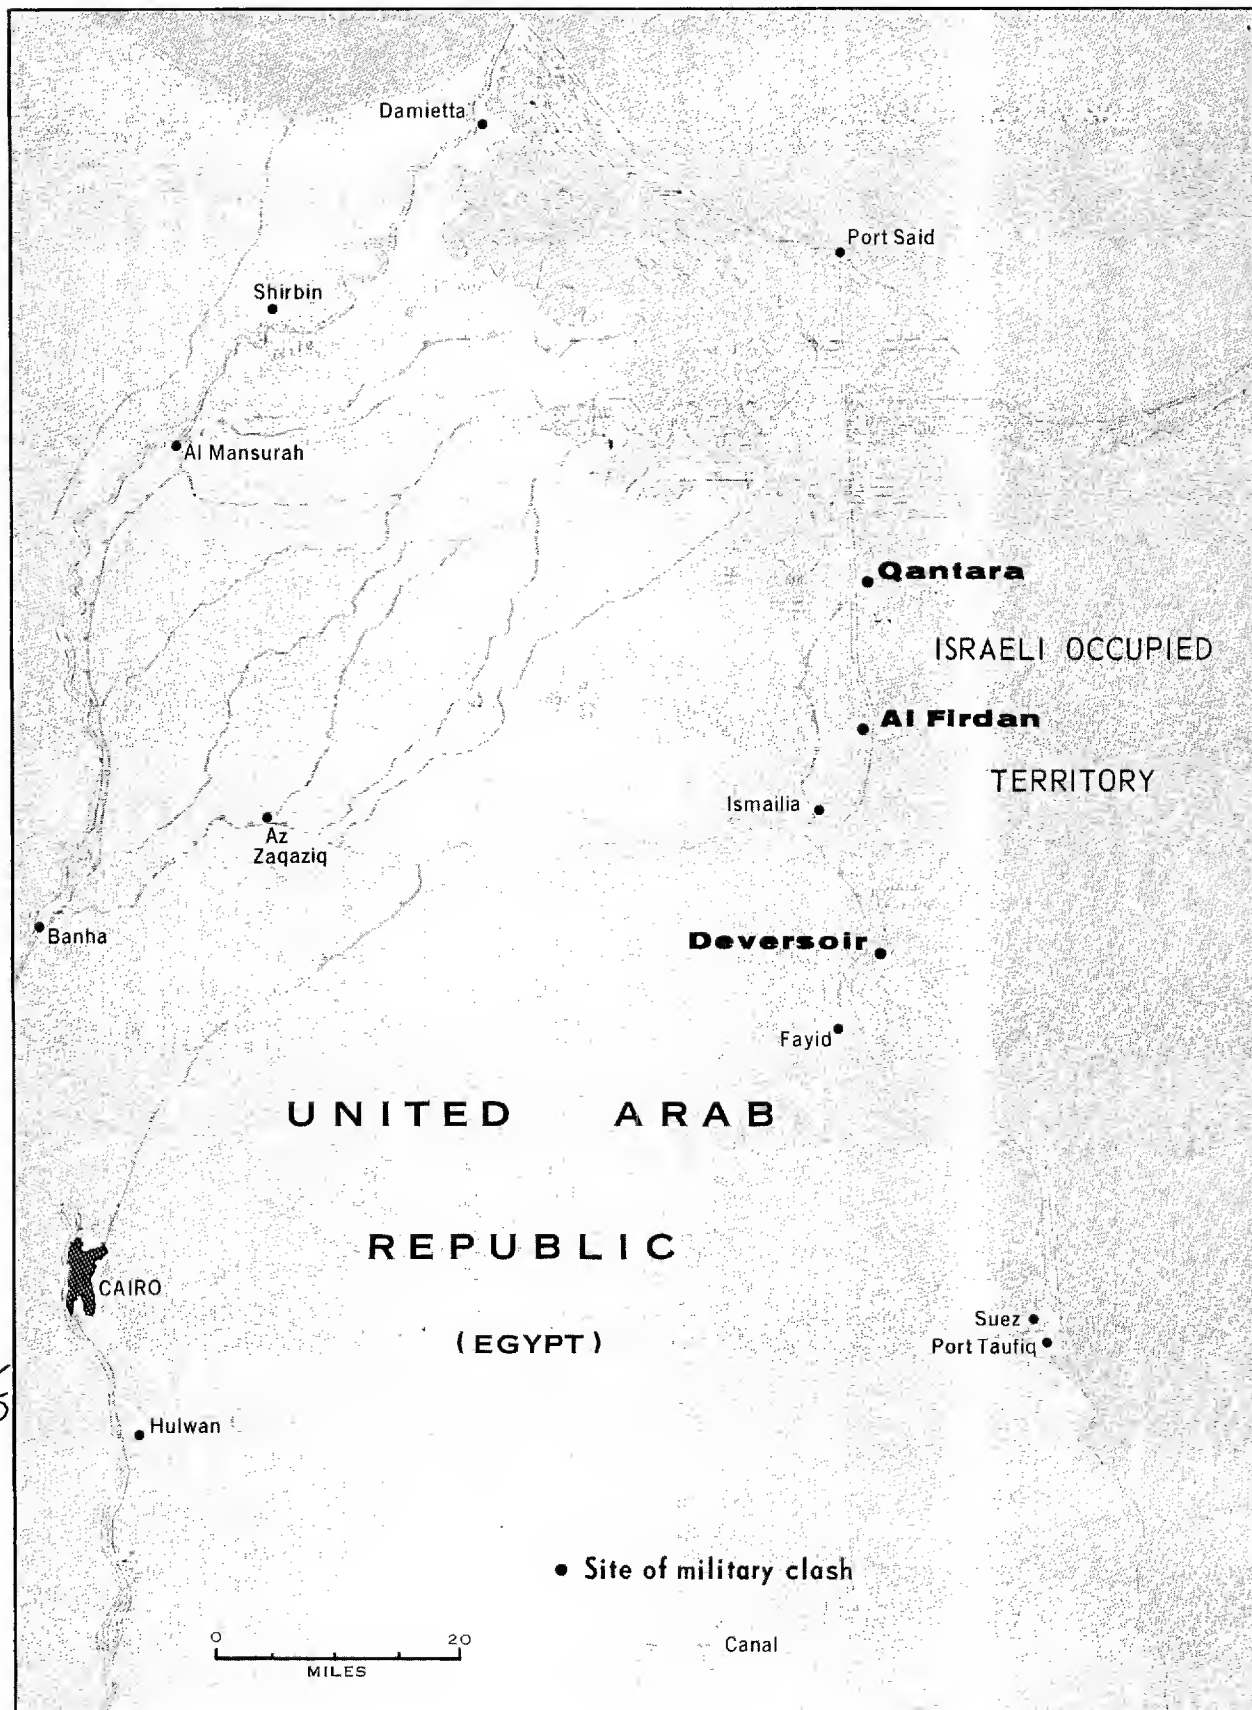 Damietta
Port Said
Shirbin
Al Mansurah
Qantara
ISRAELI OCCUPIED
Al Firdan
TERRITORY
Ismailia
Az
Zaqaziq
Banha
Deversoir
Fayid
UNITED ARAB
REPUBLIC
CAIRO
(EGYPT)
Suez
Port Taufiq
Hulwan
Site of military clash
0 20
MILES
Canal